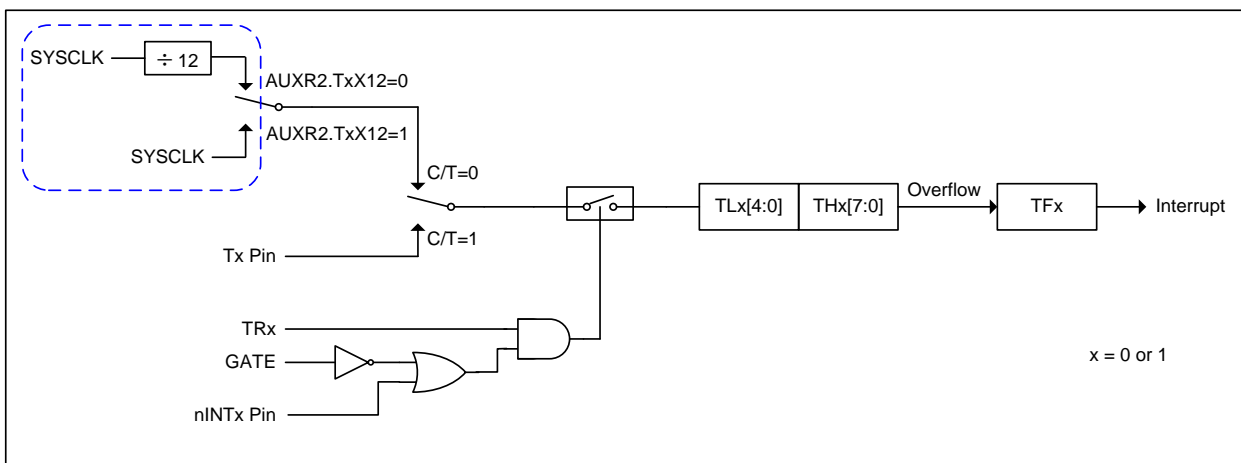 SYSCLK
÷ 12
AUXR2.TxX12=0
AUXR2.TxX12=1
SYSCLK
C/T=0
C/T=1
Tx Pin
TLx[4:0]
THx[7:0]
Overflow
TFx
Interrupt
TRx
GATE
nINTx Pin
x = 0 or 1